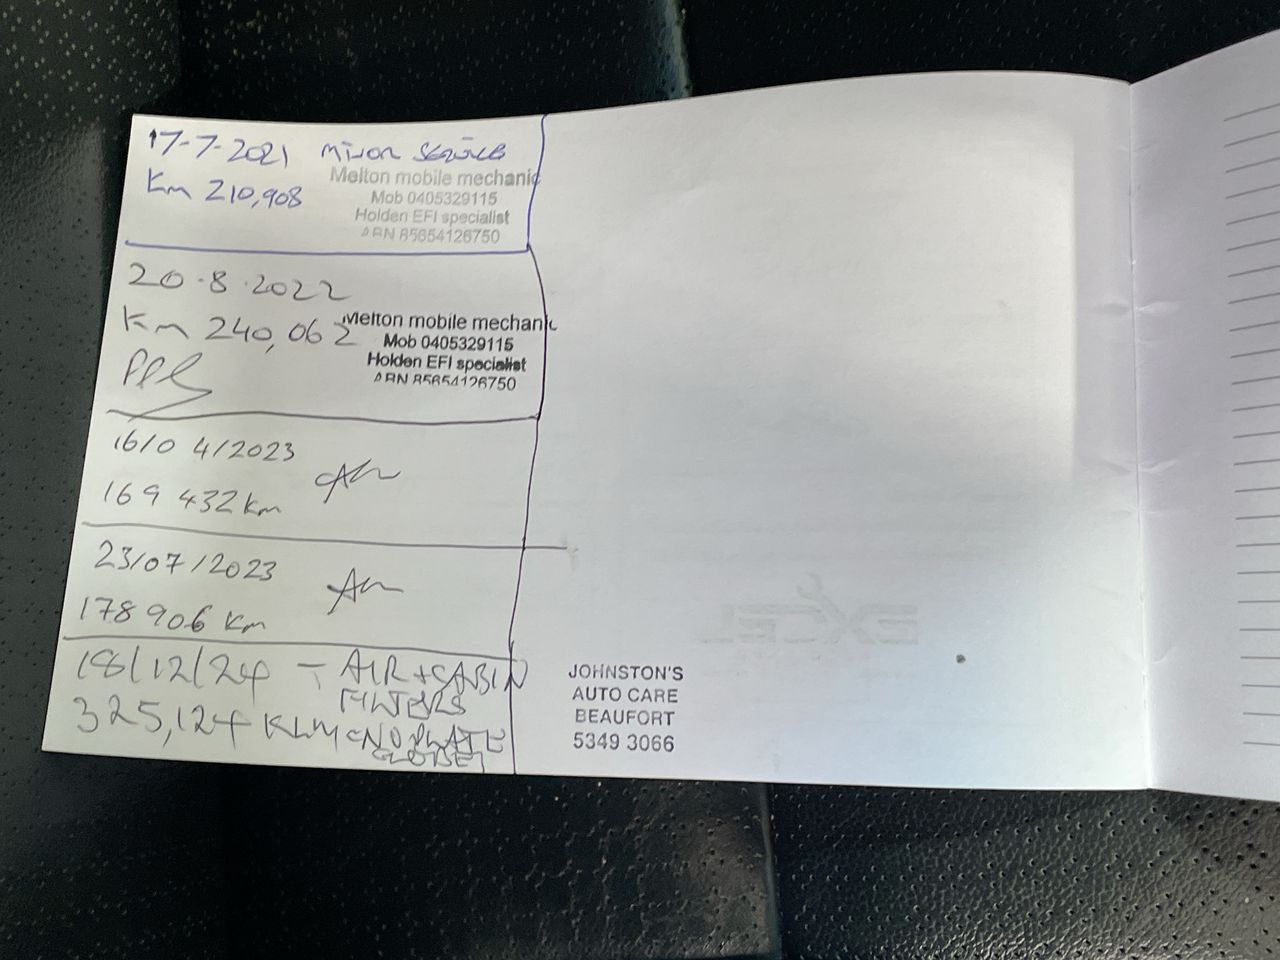 17-7-2021 MINOR SERVICE
Km 210,908
Melton mobile mechanic
Mob 0405329115
Holden EFI specialist
ABN 85654126750
20.8.2022
Km 240,062
Melton mobile mechanic
Mob 0405329115
Holden EFI specialist
ABN 85654126750
16/04/2023
169 432 km
23/07/2023
178 906 km
18/12/24 - AIR + CABIN
FILTERS
325,124 KLM NO PLATE
JOHNSTON'S
AUTO CARE
BEAUFORT
5349 3066
EXCEL